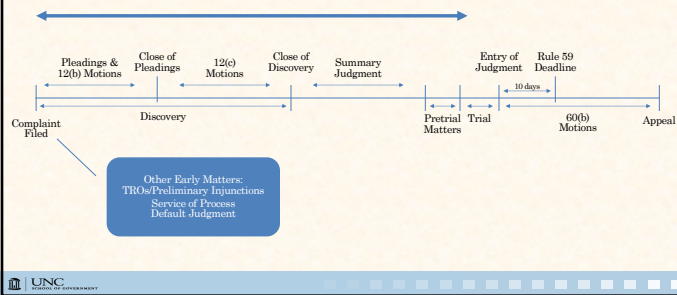 Pleadings &
12(b) Motions
Close of
Pleadings
12(c)
Motions
Close of
Discovery
Summary
Judgment
Entry of
Judgment
Rule 59
Deadline
10 days
Complaint
Filed
Discovery
Pretrial
Matters
Trial
60(b)
Motions
Appeal
Other Early Matters:
TROs/Preliminary Injunctions
Service of Process
Default Judgment
UNC
SCHOOL OF GOVERNMENT